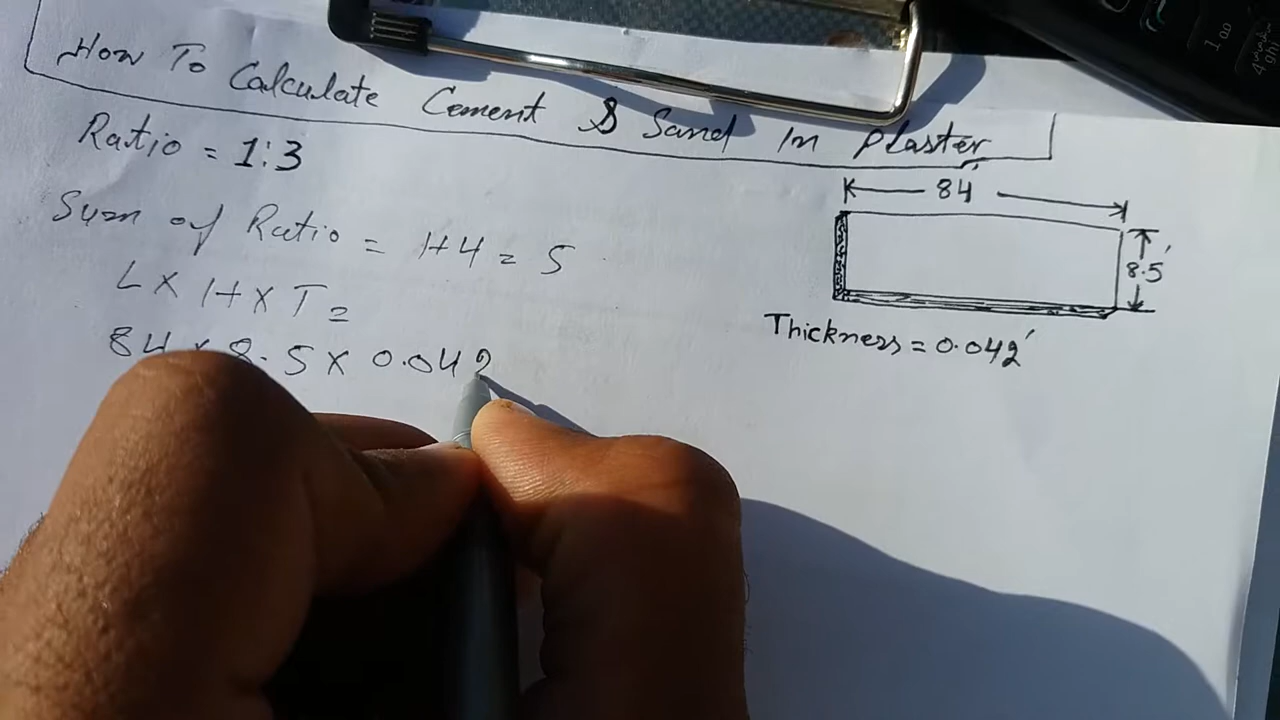 How To Calculate Cement & Sand In Plaster
Ratio = 1:3
Sum of Ratio = 1+4 = 5
L X H X T =
84 x 8.5 X 0.042
84'
8.5'
Thickness = 0.042'